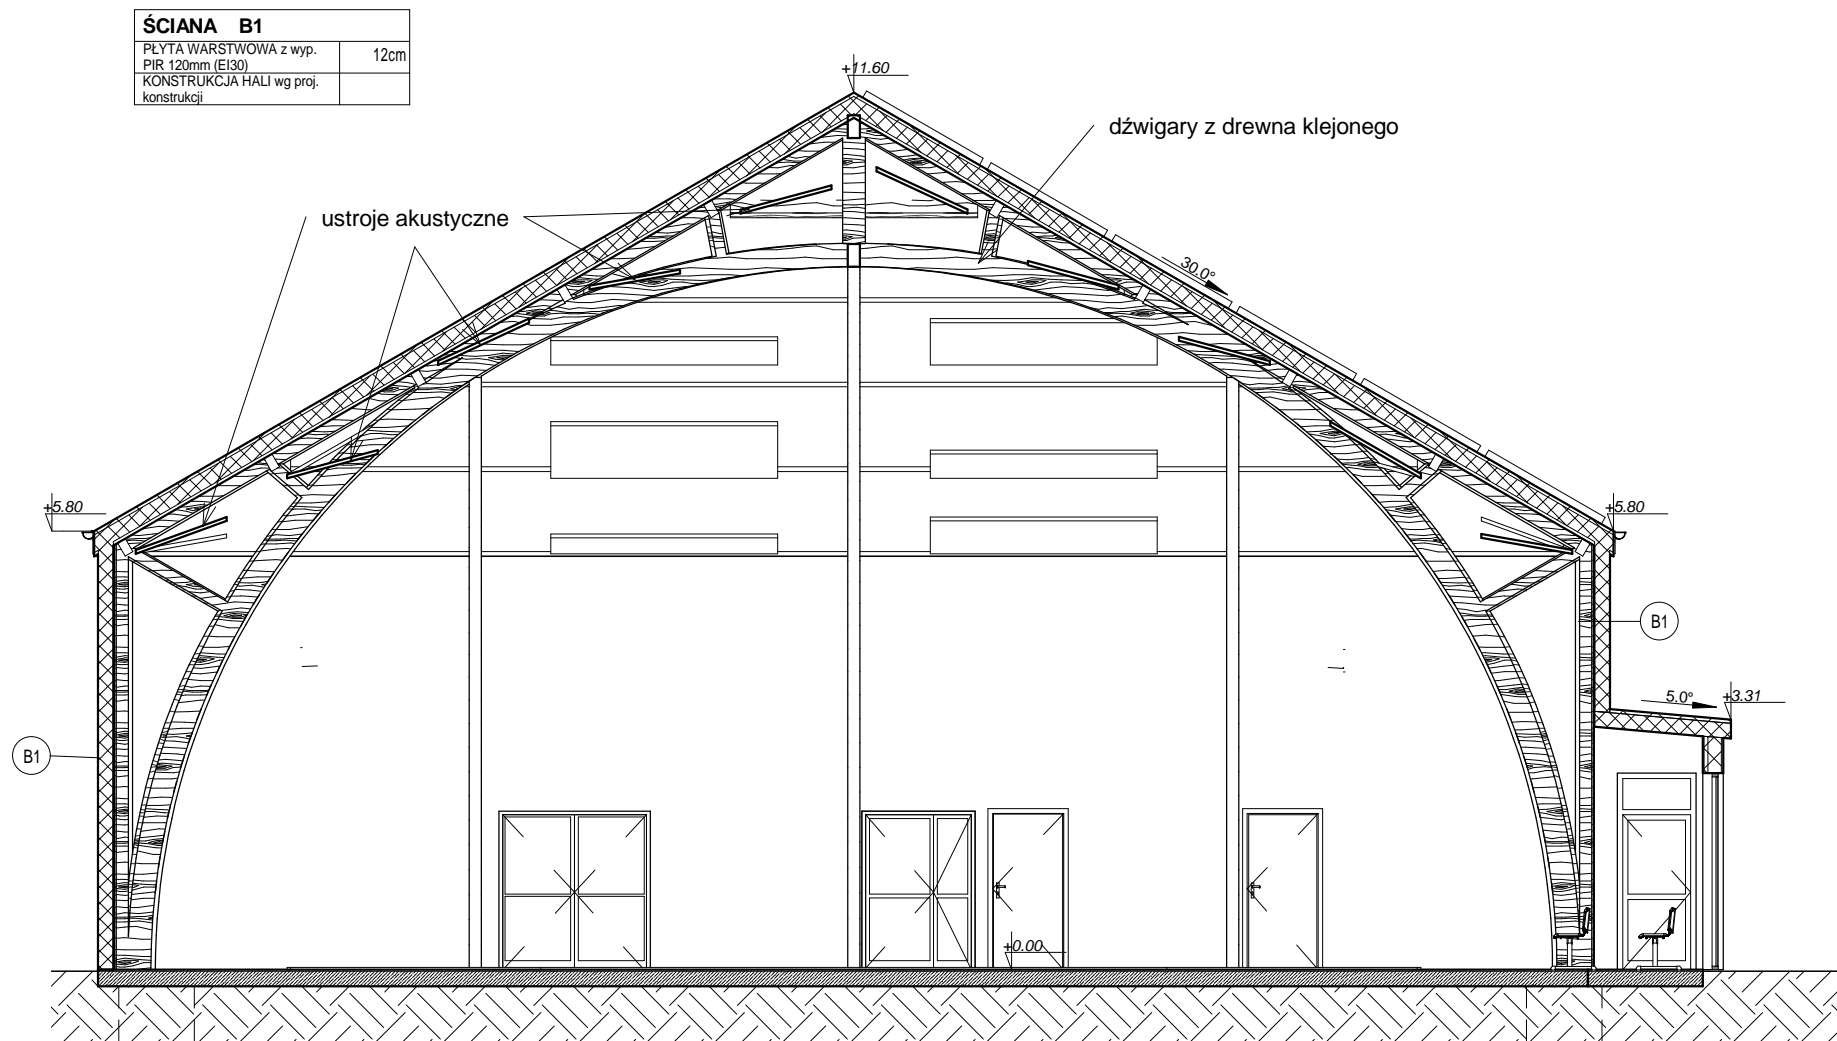 ŚCIANA B1
PŁYTA WARSTWOWA z wyp. 12cm
PIR 120mm (EI30)
KONSTRUKCJA HALI wg proj.
konstrukcji
+11.60
dźwigary z drewna klejonego
ustroje akustyczne
30.0°
+5.80
+5.80
B1
5.0°
+3.31
B1
+0.00